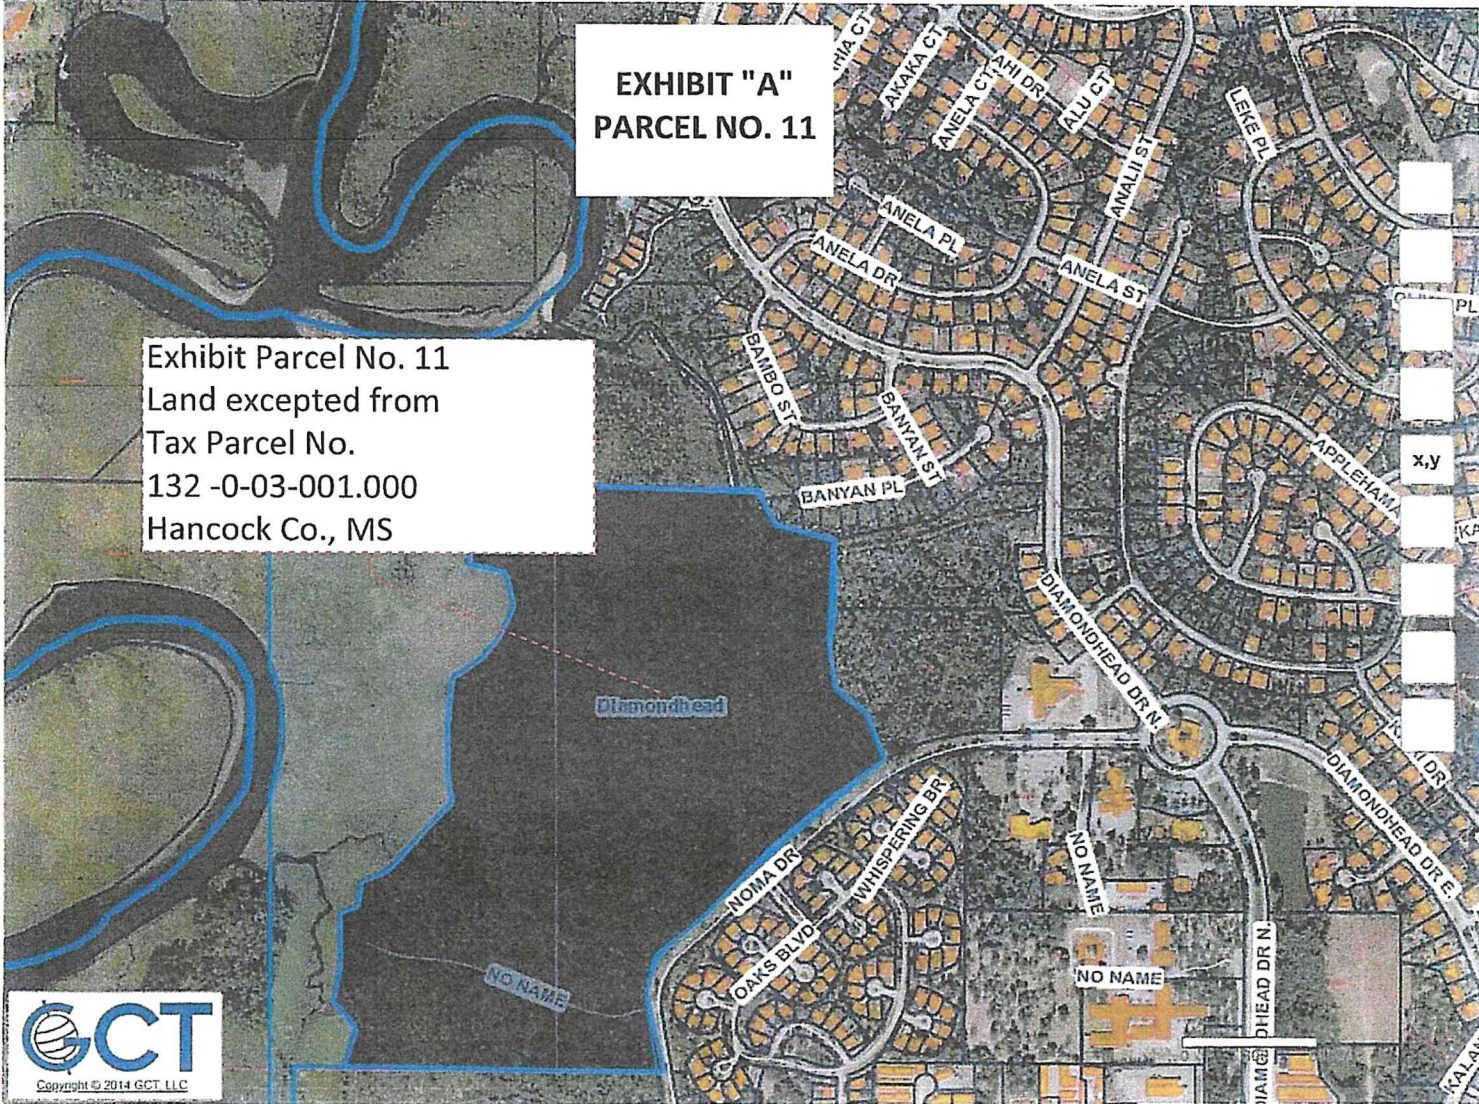 EXHIBIT "A"
PARCEL NO. 11
AKAKA CT
ANELA CT
AHI DR
ALU CT
ANALII ST
LEKE PL
ANELA PL
ANELA DR
ANELA ST
Exhibit Parcel No. 11
Land excepted from
Tax Parcel No.
132 -0-03-001.000
Hancock Co., MS
BAMBO ST
BANYAN ST
BANYAN PL
APPLEHAMA
x,y
DIAMONDHEAD DR N
Diamondhead
DIAMONDHEAD DR E
NOMA DR
WHISPERING BR
OAKS BLVD
NO NAME
NO NAME
NO NAME
GCT
Copyright © 2014 GCT, LLC